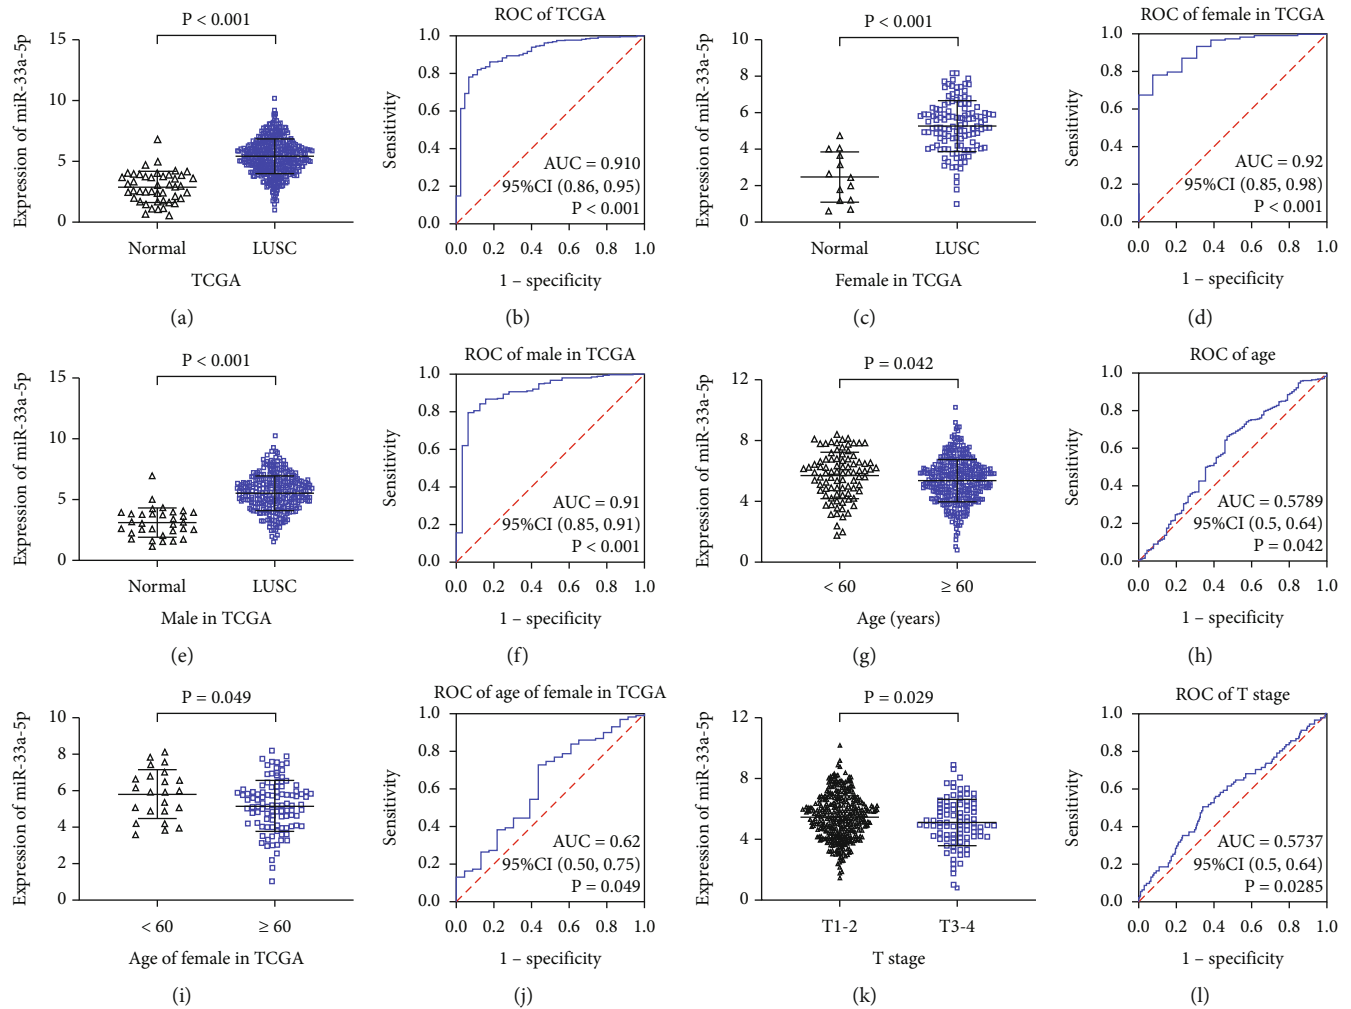 P < 0.001
Expression of miR-33a-5p
15
10
5
0
Normal
LUSC
TCGA
(a)
ROC of TCGA
Sensitivity
1.0
0.8
0.6
0.4
0.2
0.0
AUC = 0.910
95%CI (0.86, 0.95)
P < 0.001
0.0 0.2 0.4 0.6 0.8 1.0
1 – specificity
(b)
P < 0.001
Expression of miR-33a-5p
10
8
6
4
2
0
Normal
LUSC
Female in TCGA
(c)
ROC of female in TCGA
Sensitivity
1.0
0.8
0.6
0.4
0.2
0.0
AUC = 0.92
95%CI (0.85, 0.98)
P < 0.001
0.0 0.2 0.4 0.6 0.8 1.0
1 – specificity
(d)
P < 0.001
Expression of miR-33a-5p
15
10
5
0
Normal
LUSC
Male in TCGA
(e)
ROC of male in TCGA
Sensitivity
1.0
0.8
0.6
0.4
0.2
0.0
AUC = 0.91
95%CI (0.85, 0.91)
P < 0.001
0.0 0.2 0.4 0.6 0.8 1.0
1 – specificity
(f)
P = 0.042
Expression of miR-33a-5p
12
8
4
0
< 60
≥ 60
Age (years)
(g)
ROC of age
Sensitivity
1.0
0.8
0.6
0.4
0.2
0.0
AUC = 0.5789
95%CI (0.5, 0.64)
P = 0.042
0.0 0.2 0.4 0.6 0.8 1.0
1 – specificity
(h)
P = 0.049
Expression of miR-33a-5p
10
8
6
4
2
0
< 60
≥ 60
Age of female in TCGA
(i)
ROC of age of female in TCGA
Sensitivity
1.0
0.8
0.6
0.4
0.2
0.0
AUC = 0.62
95%CI (0.50, 0.75)
P = 0.049
0.0 0.2 0.4 0.6 0.8 1.0
1 – specificity
(j)
P = 0.029
Expression of miR-33a-5p
12
8
4
0
T1-2
T3-4
T stage
(k)
ROC of T stage
Sensitivity
1.0
0.8
0.6
0.4
0.2
0.0
AUC = 0.5737
95%CI (0.5, 0.64)
P = 0.0285
0.0 0.2 0.4 0.6 0.8 1.0
1 – specificity
(l)